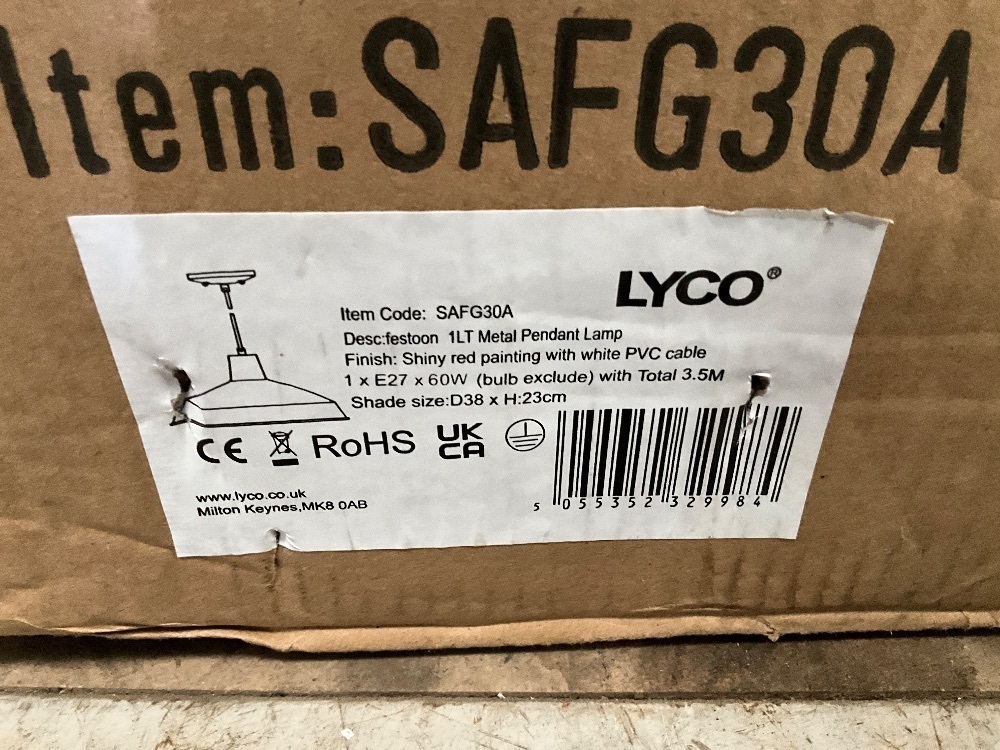 Item:SAFG30A
LYCO®
Item Code: SAFG30A
Desc:festoon 1LT Metal Pendant Lamp
Finish: Shiny red painting with white PVC cable
1 x E27 x 60W (bulb exclude) with Total 3.5M
Shade size:D38 x H:23cm
CE RoHS UK CA
www.lyco.co.uk
Milton Keynes,MK8 0AB
5 055352 329984